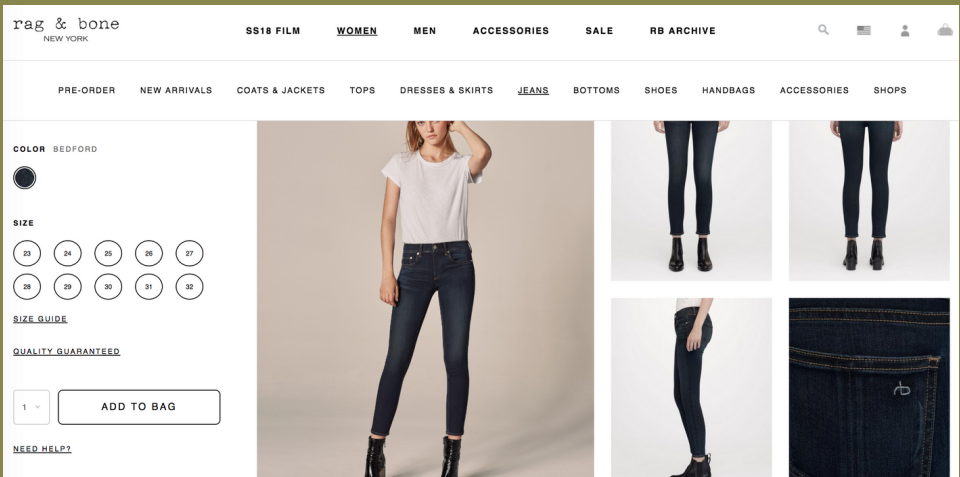 rag & bone
NEW YORK
SS18 FILM WOMEN MEN ACCESSORIES SALE RB ARCHIVE
PRE-ORDER NEW ARRIVALS COATS & JACKETS TOPS DRESSES & SKIRTS JEANS BOTTOMS SHOES HANDBAGS ACCESSORIES SHOPS
COLOR BEDFORD
SIZE
23 24 25 26 27
28 29 30 31 32
SIZE GUIDE
QUALITY GUARANTEED
1 ADD TO BAG
NEED HELP?
rb